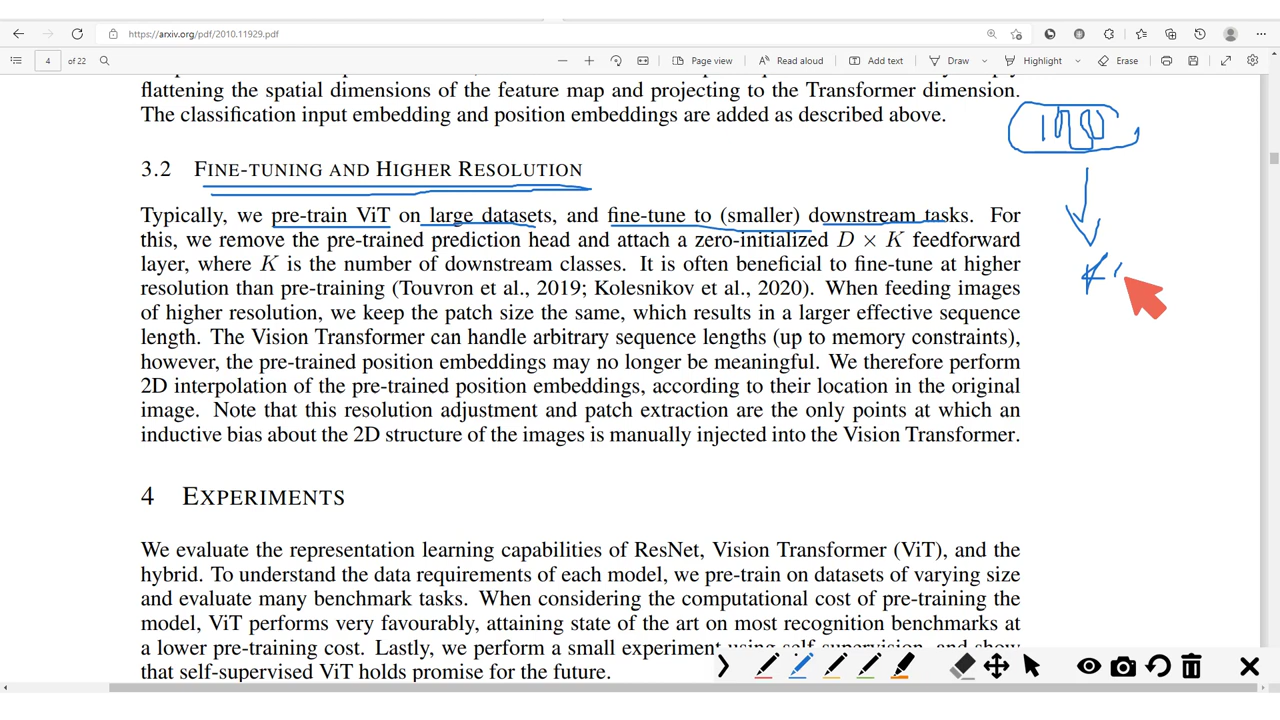 https://arxiv.org/pdf/2010.11929.pdf
4 of 22 Page view Read aloud Add text Draw Highlight Erase
flattening the spatial dimensions of the feature map and projecting to the Transformer dimension.
The classification input embedding and position embeddings are added as described above.
3.2 FINE-TUNING AND HIGHER RESOLUTION
Typically, we pre-train ViT on large datasets, and fine-tune to (smaller) downstream tasks. For
this, we remove the pre-trained prediction head and attach a zero-initialized D × K feedforward
layer, where K is the number of downstream classes. It is often beneficial to fine-tune at higher
resolution than pre-training (Touvron et al., 2019; Kolesnikov et al., 2020). When feeding images
of higher resolution, we keep the patch size the same, which results in a larger effective sequence
length. The Vision Transformer can handle arbitrary sequence lengths (up to memory constraints),
however, the pre-trained position embeddings may no longer be meaningful. We therefore perform
2D interpolation of the pre-trained position embeddings, according to their location in the original
image. Note that this resolution adjustment and patch extraction are the only points at which an
inductive bias about the 2D structure of the images is manually injected into the Vision Transformer.
4 EXPERIMENTS
We evaluate the representation learning capabilities of ResNet, Vision Transformer (ViT), and the
hybrid. To understand the data requirements of each model, we pre-train on datasets of varying size
and evaluate many benchmark tasks. When considering the computational cost of pre-training the
model, ViT performs very favourably, attaining state of the art on most recognition benchmarks at
a lower pre-training cost. Lastly, we perform a small experiment using self-supervision, and show
that self-supervised ViT holds promise for the future.